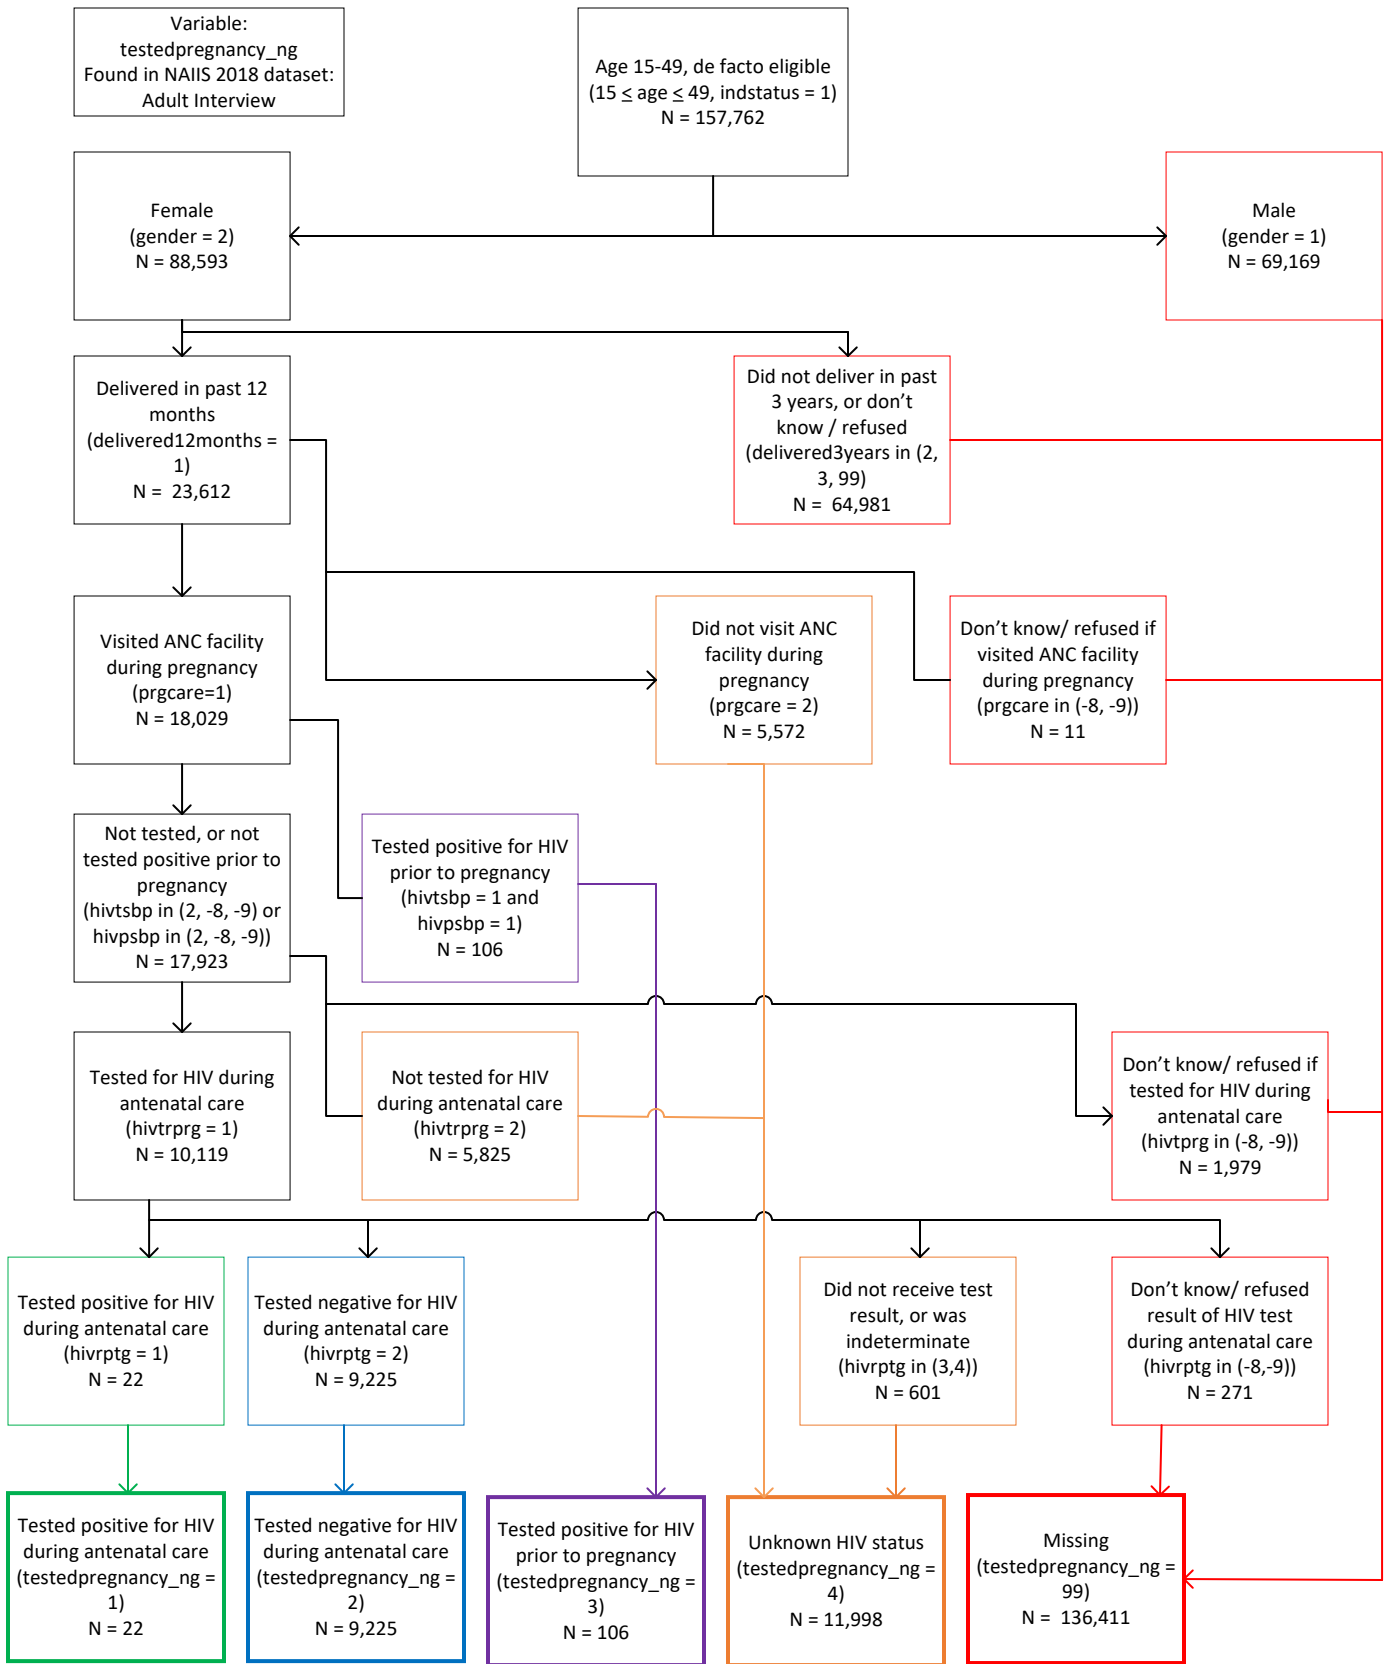 Variable:
testedpregnancy_ng
Found in NAIIS 2018 dataset:
Adult Interview
Age 15-49, de facto eligible
(15 ≤ age ≤ 49, indstatus = 1)
N = 157,762
Female
(gender = 2)
N = 88,593
Male
(gender = 1)
N = 69,169
Delivered in past 12
months
(delivered12months =
1)
N =  23,612
Did not deliver in past
3 years, or don't
know / refused
(delivered3years in (2,
3, 99)
N =  64,981
Visited ANC facility
during pregnancy
(prgcare=1)
N = 18,029
Did not visit ANC
facility during
pregnancy
(prgcare = 2)
N = 5,572
Don't know/ refused if
visited ANC facility
during pregnancy
(prgcare in (-8, -9))
N = 11
Not tested, or not
tested positive prior to
pregnancy
(hivtsbp in (2, -8, -9) or
hivpsbp in (2, -8, -9))
N = 17,923
Tested positive for HIV
prior to pregnancy
(hivtsbp = 1 and
hivpsbp = 1)
N = 106
Tested for HIV during
antenatal care
(hivtrprg = 1)
N = 10,119
Not tested for HIV
during antenatal care
(hivtrprg = 2)
N = 5,825
Don't know/ refused if
tested for HIV during
antenatal care
(hivtprg in (-8, -9))
N = 1,979
Tested positive for HIV
during antenatal care
(hivrptg = 1)
N = 22
Tested negative for HIV
during antenatal care
(hivrptg = 2)
N = 9,225
Did not receive test
result, or was
indeterminate
(hivrptg in (3,4))
N = 601
Don't know/ refused
result of HIV test
during antenatal care
(hivrptg in (-8,-9))
N = 271
Tested positive for HIV
during antenatal care
(testedpregnancy_ng =
1)
N = 22
Tested negative for HIV
during antenatal care
(testedpregnancy_ng =
2)
N = 9,225
Tested positive for HIV
prior to pregnancy
(testedpregnancy_ng =
3)
N = 106
Unknown HIV status
(testedpregnancy_ng =
4)
N = 11,998
Missing
(testedpregnancy_ng =
99)
N =  136,411